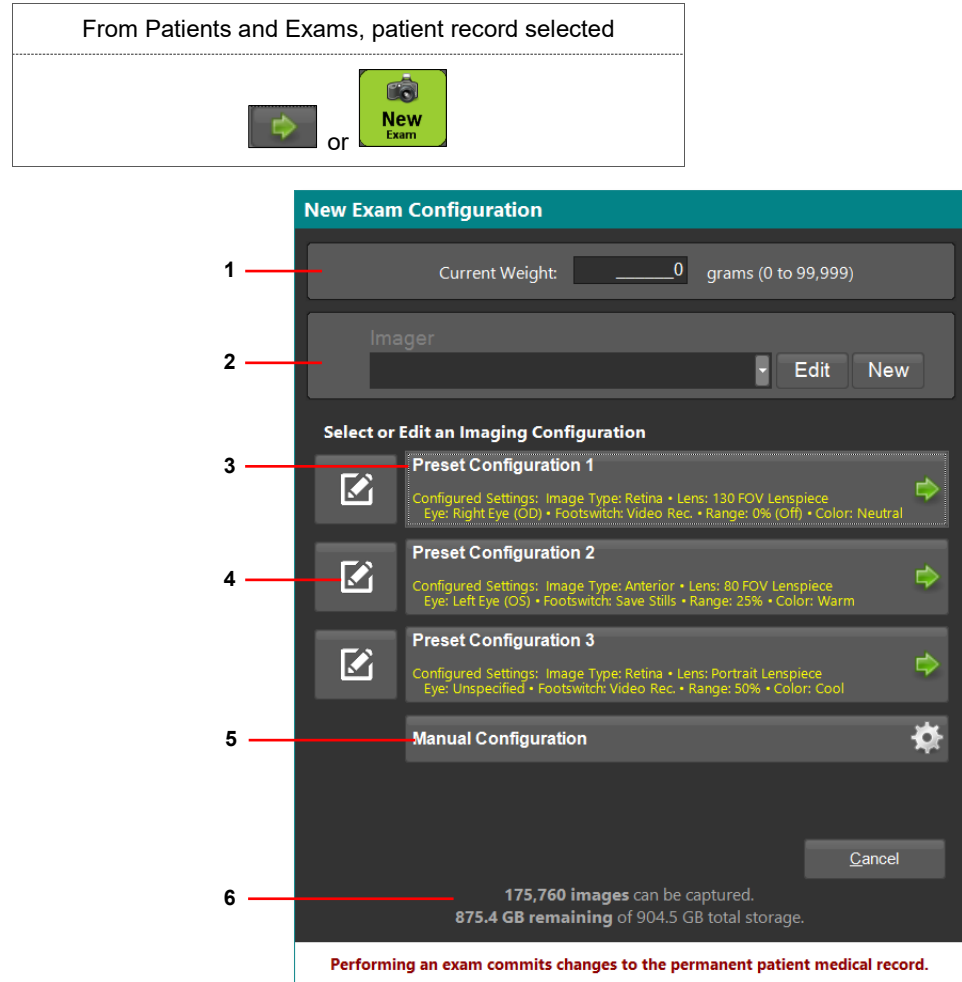 From Patients and Exams, patient record selected
or
New
Exam
New Exam Configuration
1
Current Weight: ______0 grams (0 to 99,999)
2
Imager
Edit New
Select or Edit an Imaging Configuration
3
Preset Configuration 1
Configured Settings: Image Type: Retina • Lens: 130 FOV Lenspiece
Eye: Right Eye (OD) • Footswitch: Video Rec. • Range: 0% (Off) • Color: Neutral
Preset Configuration 2
4
Configured Settings: Image Type: Anterior • Lens: 80 FOV Lenspiece
Eye: Left Eye (OS) • Footswitch: Save Stills • Range: 25% • Color: Warm
Preset Configuration 3
Configured Settings: Image Type: Retina • Lens: Portrait Lenspiece
Eye: Unspecified • Footswitch: Video Rec. • Range: 50% • Color: Cool
5
Manual Configuration
Cancel
6
175,760 images can be captured.
875.4 GB remaining of 904.5 GB total storage.
Performing an exam commits changes to the permanent patient medical record.